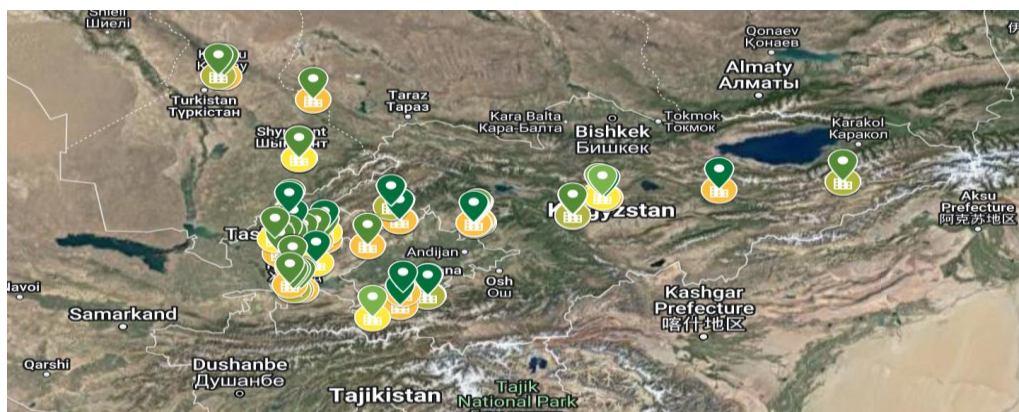 Shieli
Шиелі
Turkistan
Түркістан
Taraz
Тараз
Kara Balta
Кара-Балта
Bishkek
Бишкек
Tokmok
Токмок
Qonaev
Қонаев
Almaty
Алматы
Karakol
Каракол
Aksu
Prefecture
阿克苏地区
Andijan
Osh
Ош
Kashgar
Prefecture
喀什地区
Navoi
Samarkand
Qarshi
Dushanbe
Душанбе
Tajikistan
Tajik
National Park